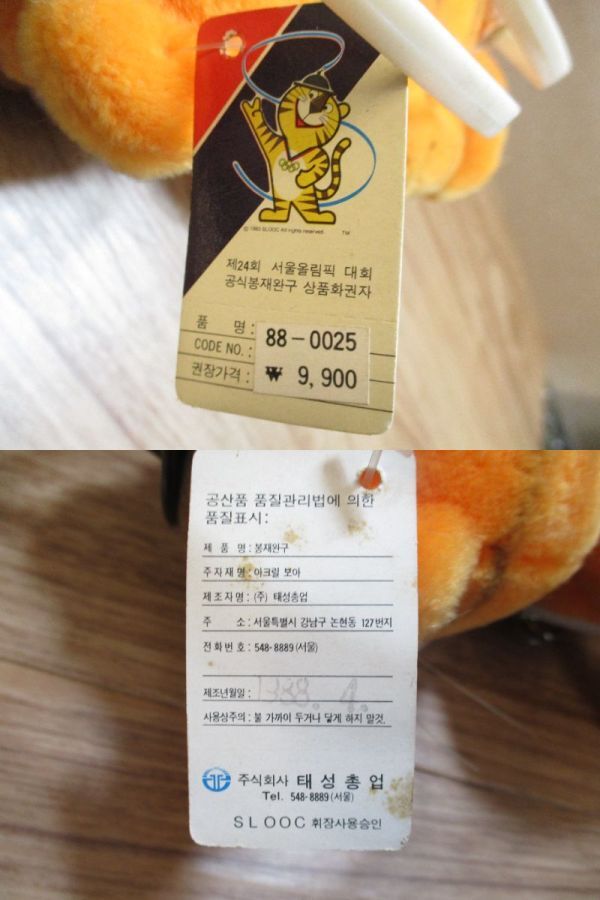 © 1983 SLOOC All rights reserved. TM
제24회 서울올림픽 대회
공식봉재완구 상품화권자
품 명 :
CODE NO. : 88-0025
권장가격 : ₩ 9,900
공산품 품질관리법에 의한
품질표시:
제 품 명 : 봉재완구
주 자 재 명 : 아크릴 보아
제 조 자 명 : (주) 태성총업
주 소 : 서울특별시 강남구 논현동 127번지
전 화 번 호 : 548-8889 (서울)
제조년월일 : 1988. 4.
사용상주의 : 불 가까이 두거나 닿게 하지 말것.
주식회사 태성총업
Tel. 548-8889 (서울)
SLOOC 휘장사용승인